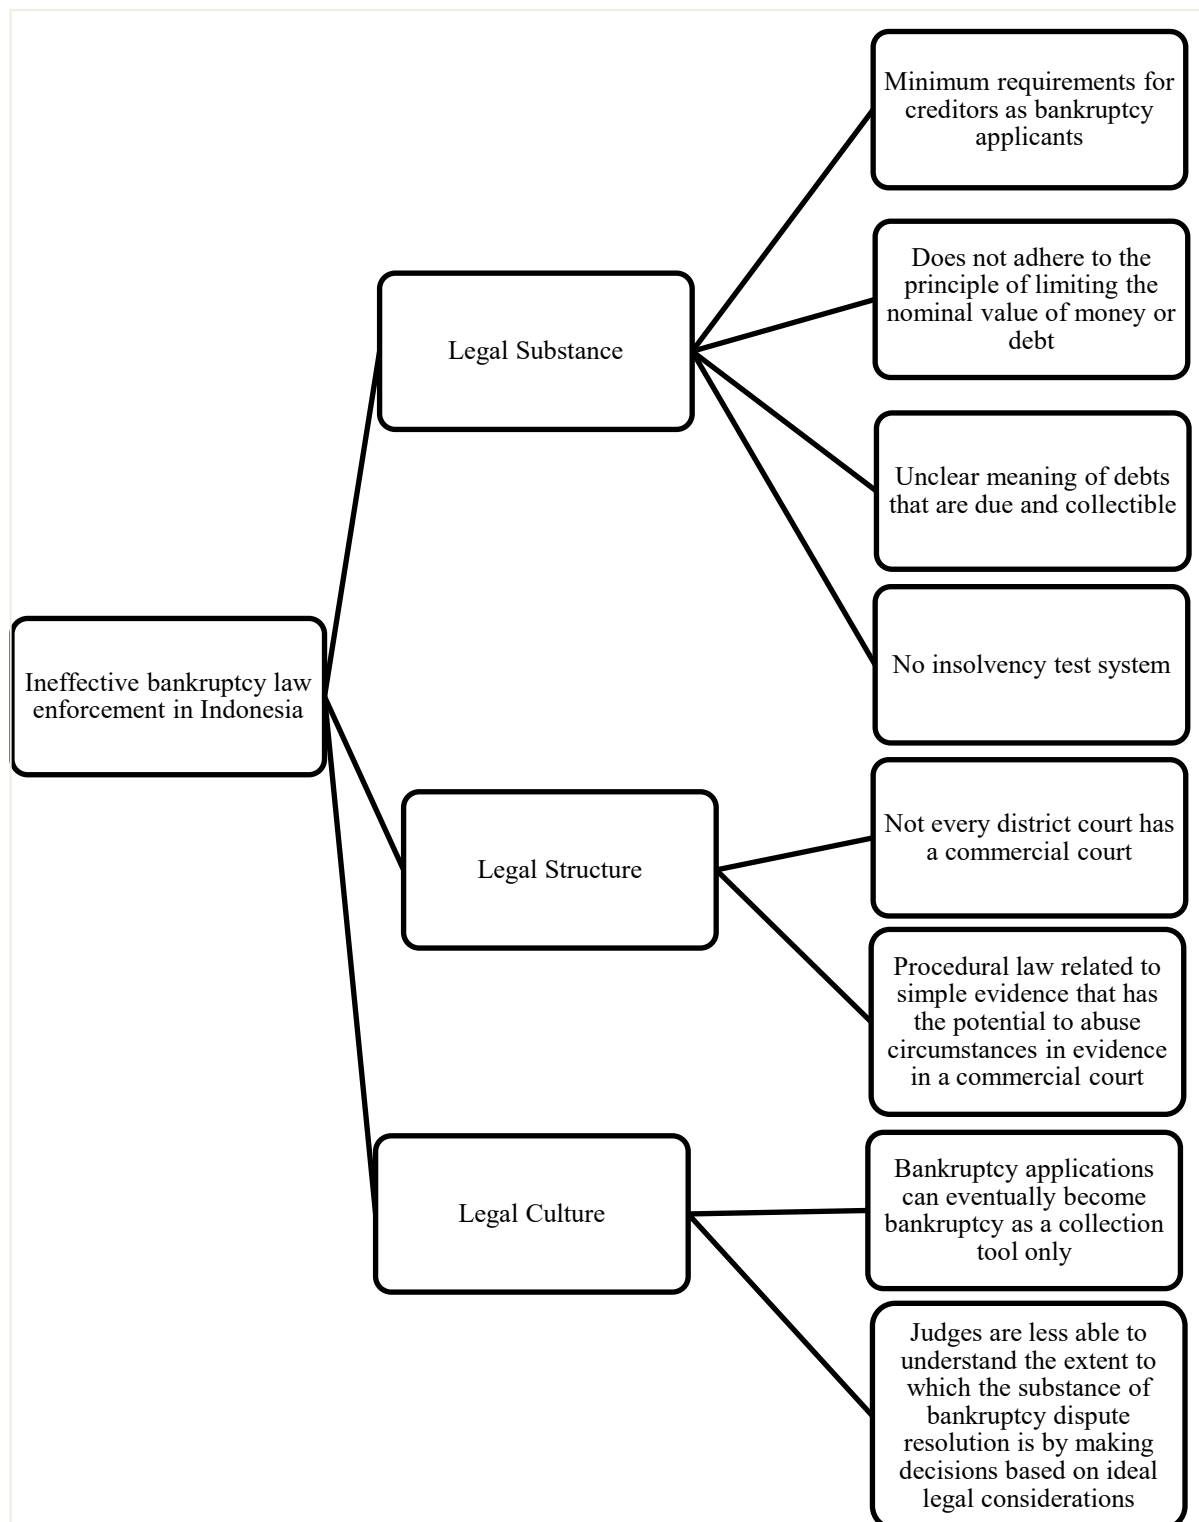 Ineffective bankruptcy law
enforcement in Indonesia
Legal Substance
Minimum requirements for
creditors as bankruptcy
applicants
Does not adhere to the
principle of limiting the
nominal value of money or
debt
Unclear meaning of debts
that are due and collectible
No insolvency test system
Legal Structure
Not every district court has
a commercial court
Procedural law related to
simple evidence that has
the potential to abuse
circumstances in evidence
in a commercial court
Legal Culture
Bankruptcy applications
can eventually become
bankruptcy as a collection
tool only
Judges are less able to
understand the extent to
which the substance of
bankruptcy dispute
resolution is by making
decisions based on ideal
legal considerations